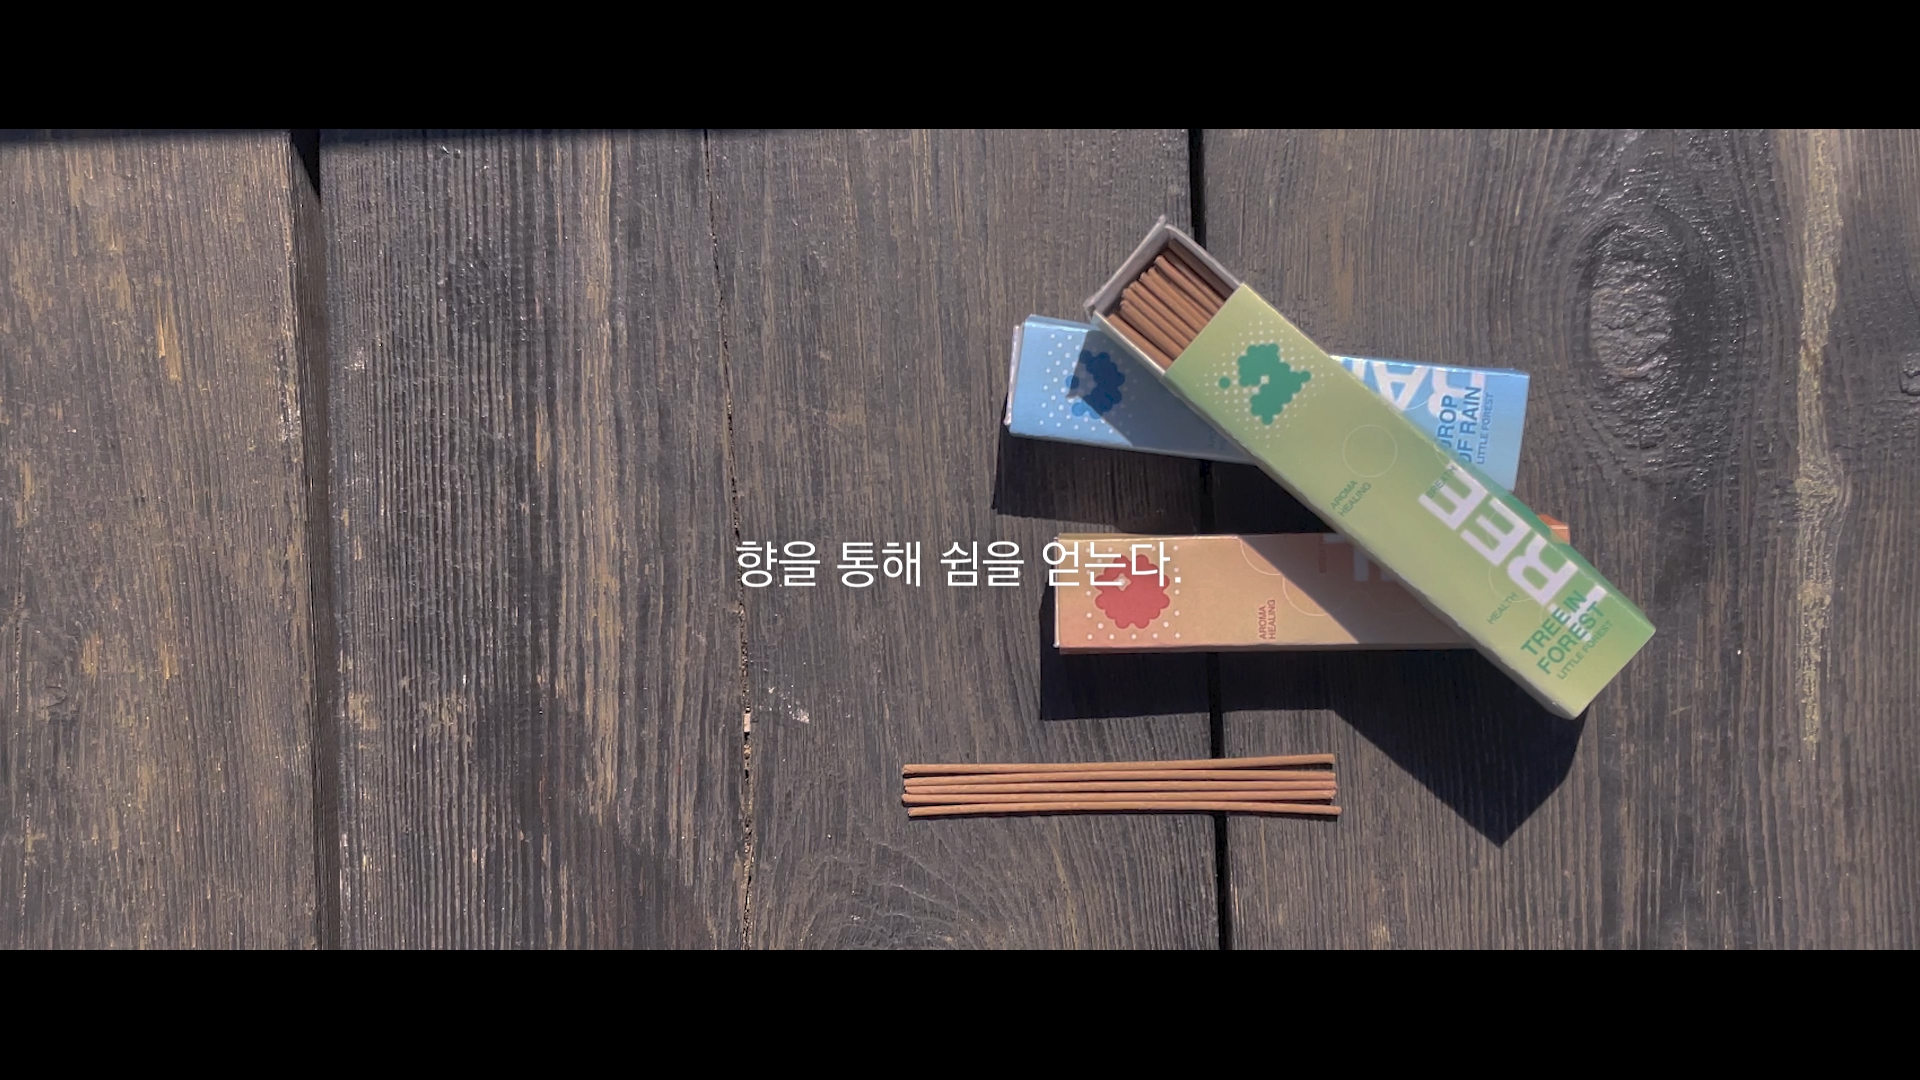 향을 통해 쉼을 얻는다.
DROP
OF RAIN
LITTLE FOREST
AROMA
HEALING
TREE
HEALTH
TREE IN
FOREST
LITTLE FOREST
AROMA
HEALING